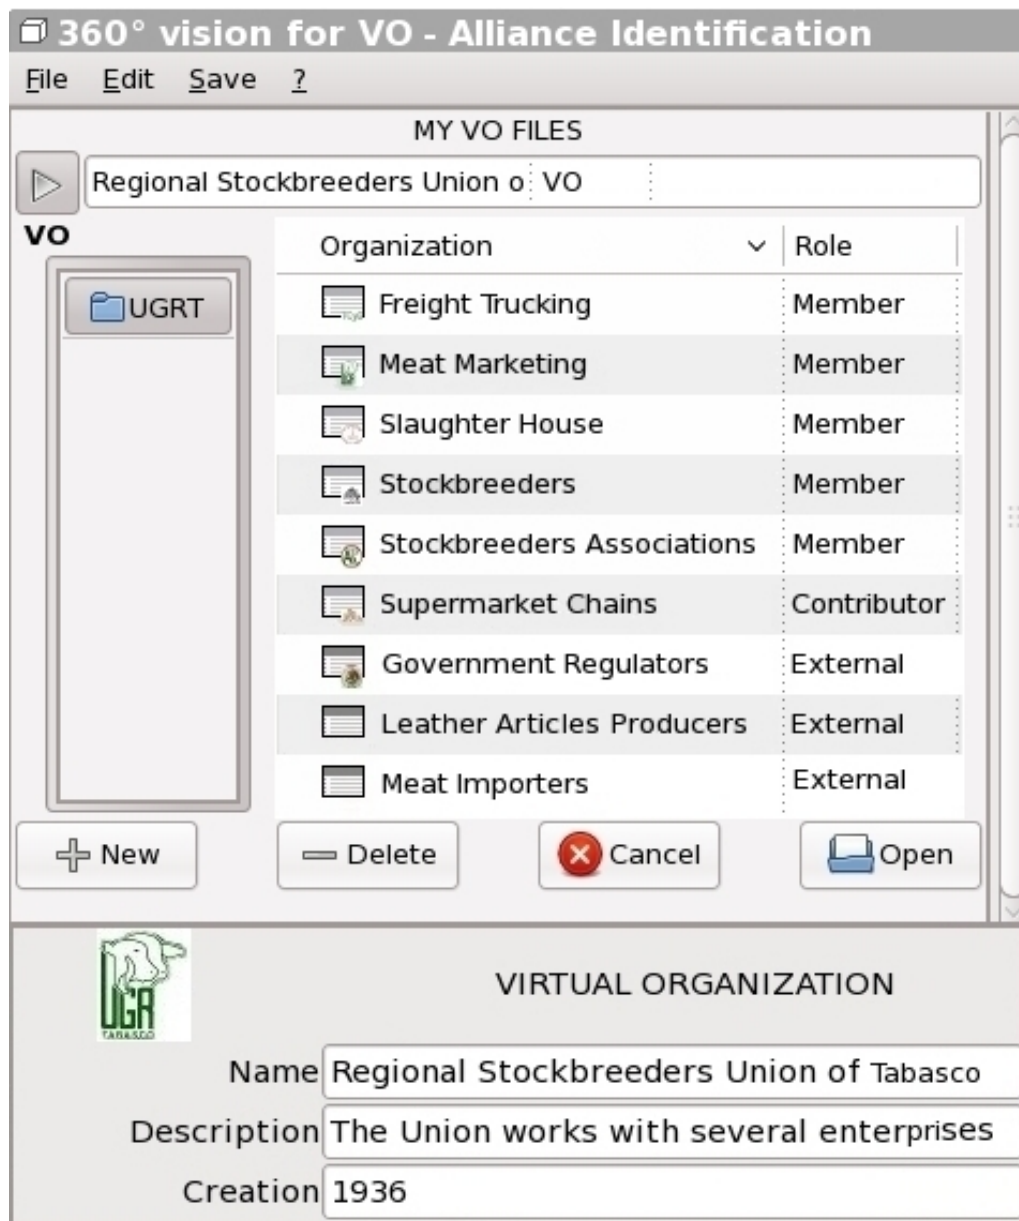 360° vision for VO - Alliance Identification
File Edit Save ?
MY VO FILES
Regional Stockbreeders Union o VO
VO
UGRT
Organization Role
Freight Trucking Member
Meat Marketing Member
Slaughter House Member
Stockbreeders Member
Stockbreeders Associations Member
Supermarket Chains Contributor
Government Regulators External
Leather Articles Producers External
Meat Importers External
New Delete Cancel Open
UGR
TABASCO
VIRTUAL ORGANIZATION
Name Regional Stockbreeders Union of Tabasco
Description The Union works with several enterprises
Creation 1936